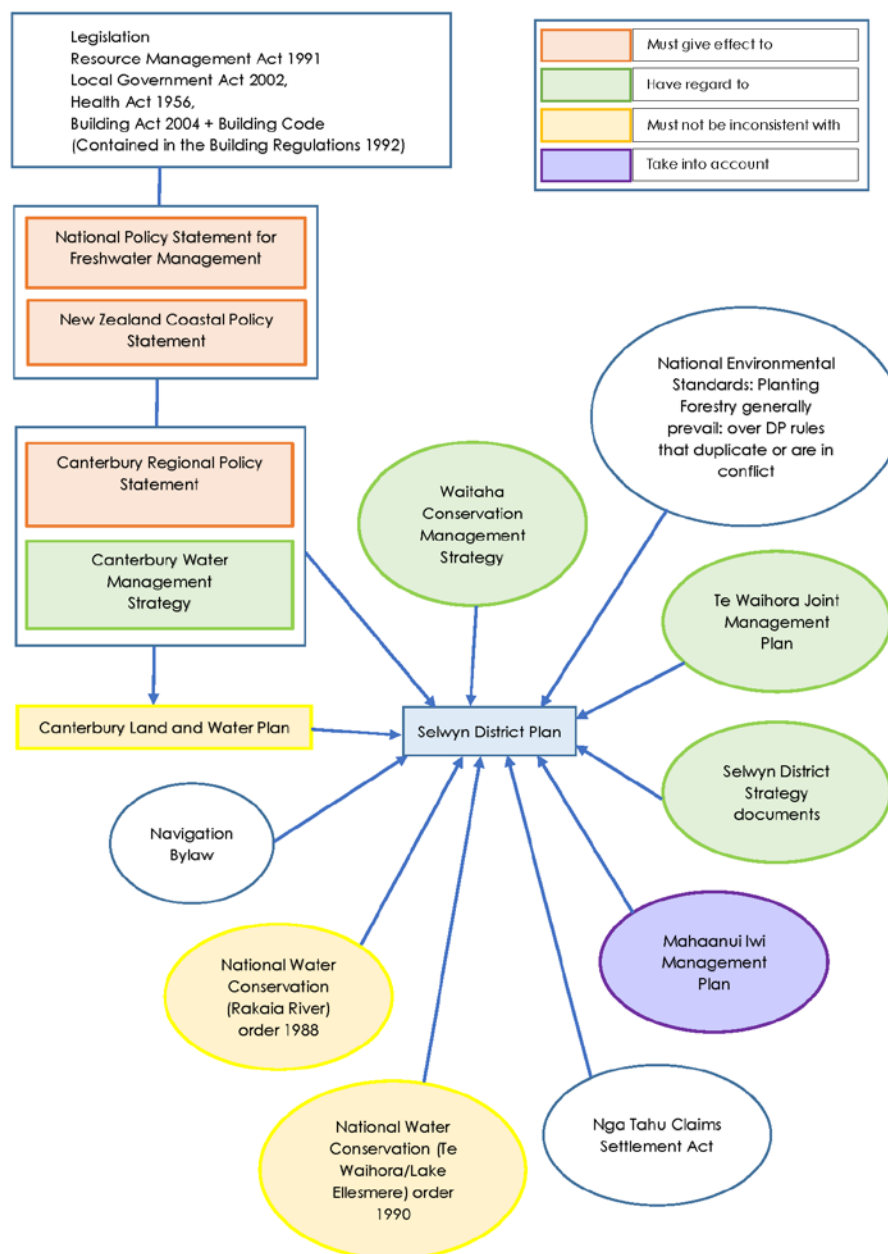 Legislation
Resource Management Act 1991
Local Government Act 2002,
Health Act 1956,
Building Act 2004 + Building Code
(Contained in the Building Regulations 1992)
Must give effect to
Have regard to
Must not be inconsistent with
Take into account
National Policy Statement for
Freshwater Management
New Zealand Coastal Policy
Statement
National Environmental
Standards: Planting
Forestry generally
prevail: over DP rules
that duplicate or are in
conflict
Canterbury Regional Policy
Statement
Canterbury Water
Management
Strategy
Waitaha
Conservation
Management
Strategy
Te Waihora Joint
Management
Plan
Canterbury Land and Water Plan
Selwyn District Plan
Selwyn District
Strategy
documents
Navigation
Bylaw
Mahaanui Iwi
Management
Plan
National Water
Conservation
(Rakaia River)
order 1988
Nga Tahu Claims
Settlement Act
National Water
Conservation (Te
Waihora/Lake
Ellesmere) order
1990